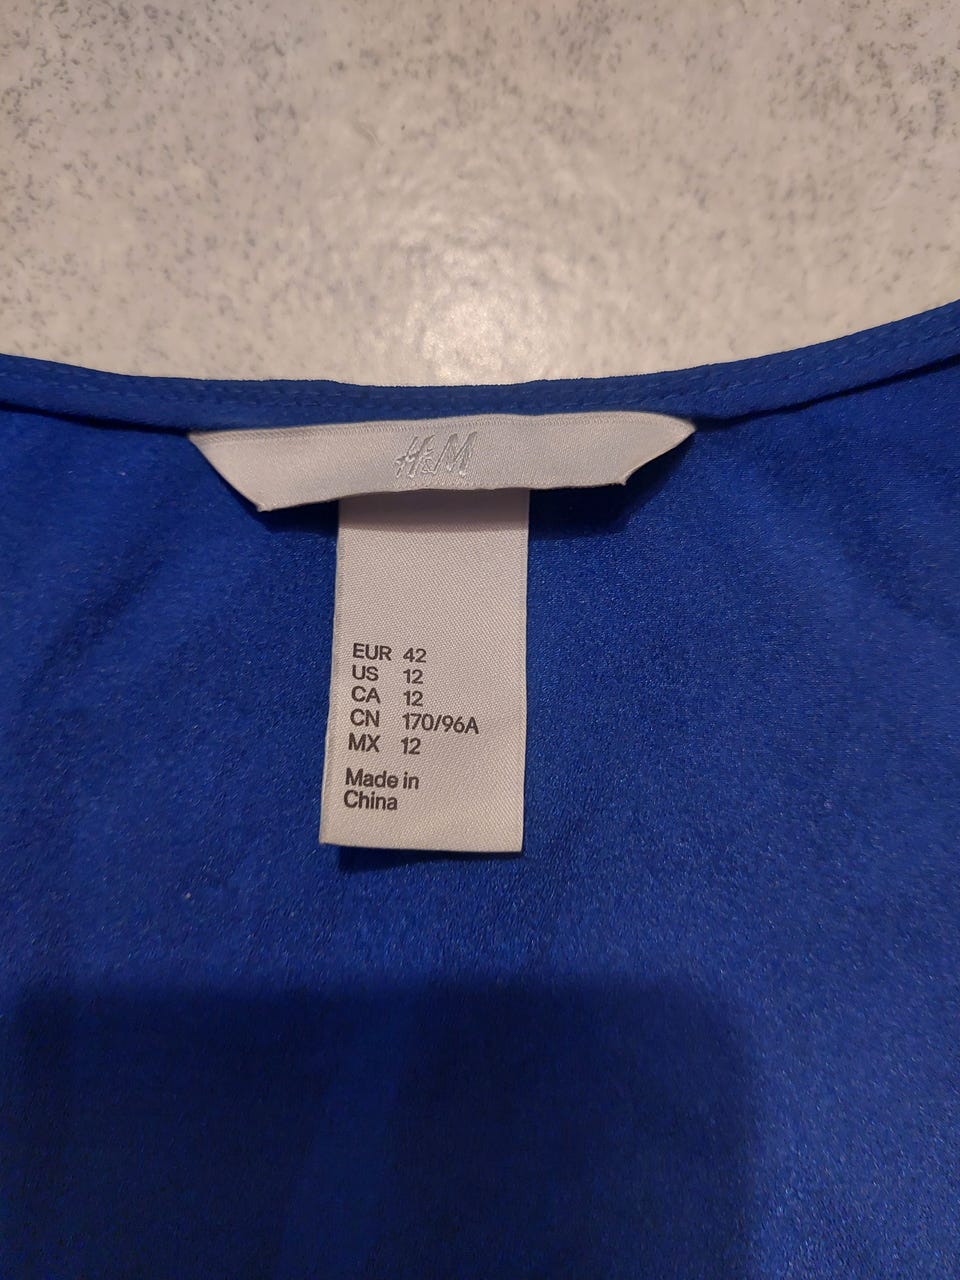 H&M
EUR 42
US 12
CA 12
CN 170/96A
MX 12
Made in
China